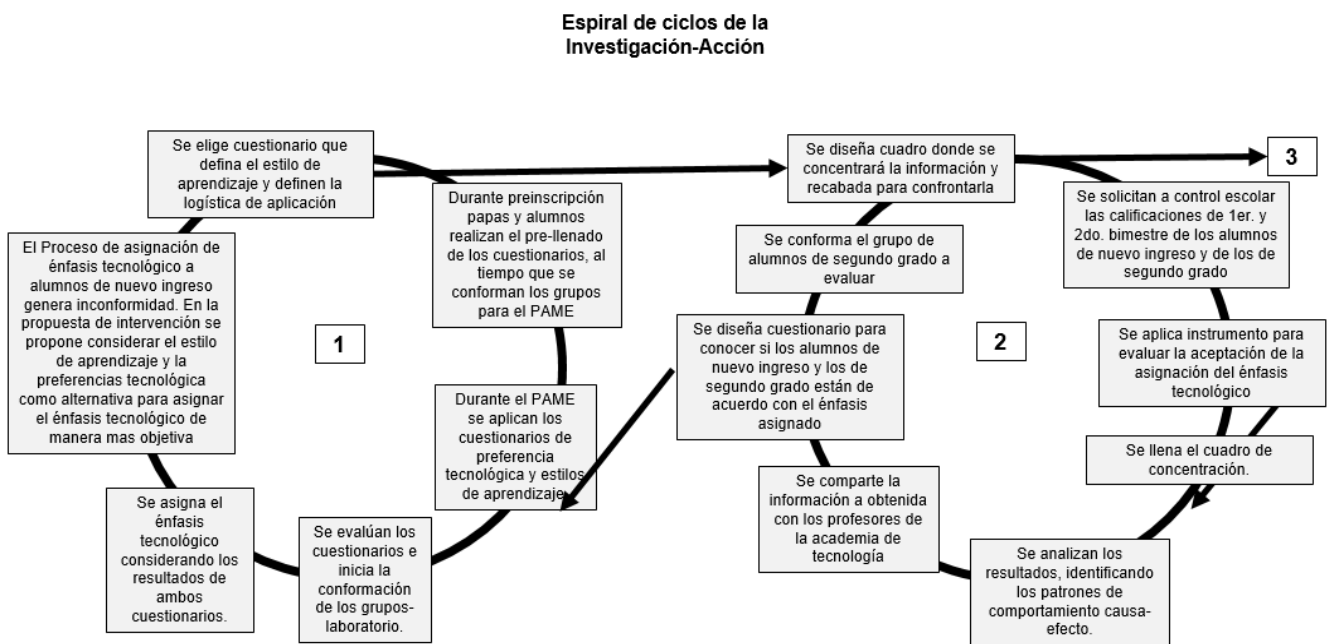 Espiral de ciclos de la
Investigación-Acción
Se elige cuestionario que
defina el estilo de
aprendizaje y definen la
logística de aplicación
Durante preinscripción
papas y alumnos
realizan el pre-llenado
de los cuestionarios, al
tiempo que se
conforman los grupos
para el PAME
El Proceso de asignación de
énfasis tecnológico a
alumnos de nuevo ingreso
genera inconformidad. En la
propuesta de intervención se
propone considerar el estilo
de aprendizaje y la
preferencias tecnológica
como alternativa para asignar
el énfasis tecnológico de
manera mas objetiva
1
Durante el PAME
se aplican los
cuestionarios de
preferencia
tecnológica y estilos
de aprendizaje.
Se evalúan los
cuestionarios e
inicia la
conformación
de los grupos-
laboratorio.
Se asigna el
énfasis
tecnológico
considerando los
resultados de
ambos
cuestionarios.
Se diseña cuadro donde se
concentrará la información y
recabada para confrontarla
3
Se solicitan a control escolar
las calificaciones de 1er. y
2do. bimestre de los alumnos
de nuevo ingreso y de los de
segundo grado
Se conforma el grupo de
alumnos de segundo grado a
evaluar
2
Se diseña cuestionario para
conocer si los alumnos de
nuevo ingreso y los de
segundo grado están de
acuerdo con el énfasis
asignado
Se aplica instrumento para
evaluar la aceptación de la
asignación del énfasis
tecnológico
Se llena el cuadro de
concentración.
Se comparte la
información a obtenida
con los profesores de
la academia de
tecnología
Se analizan los
resultados, identificando
los patrones de
comportamiento causa-
efecto.